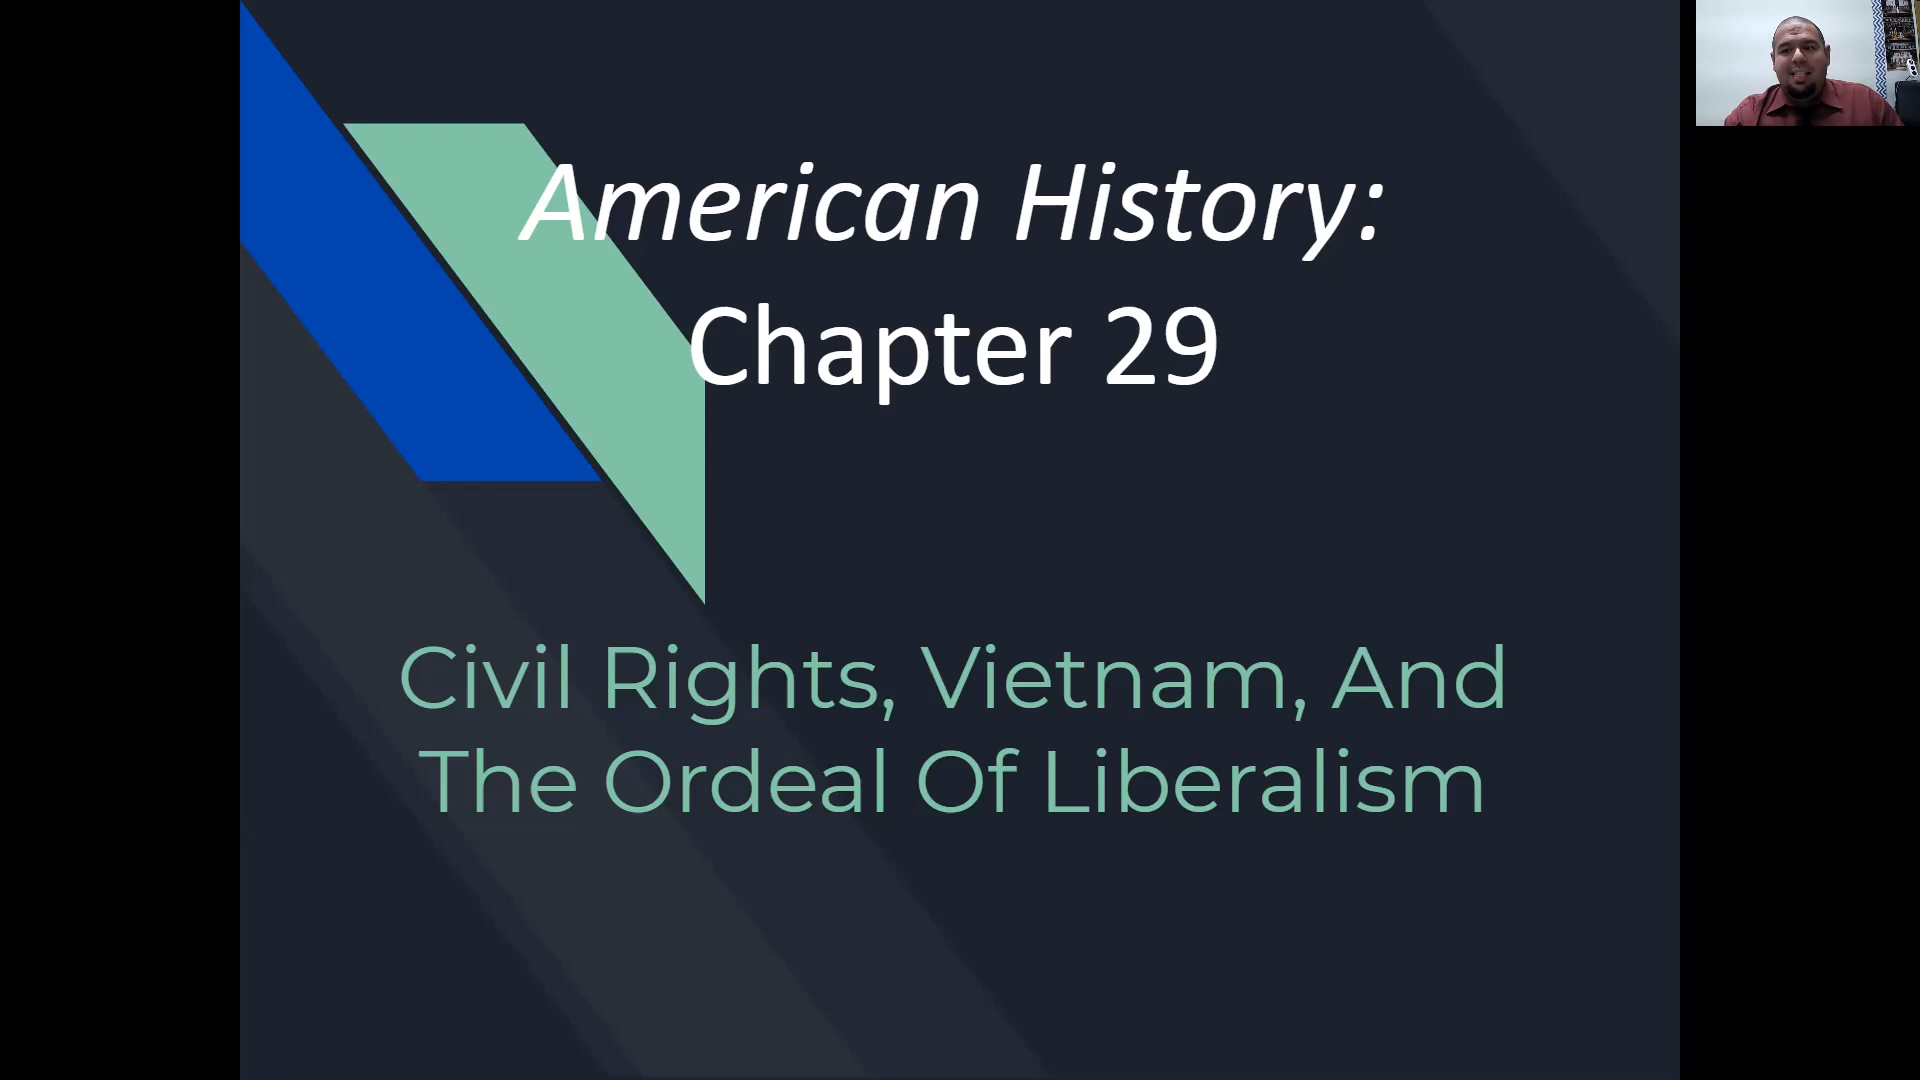 American History:
Chapter 29
Civil Rights, Vietnam, And
The Ordeal Of Liberalism